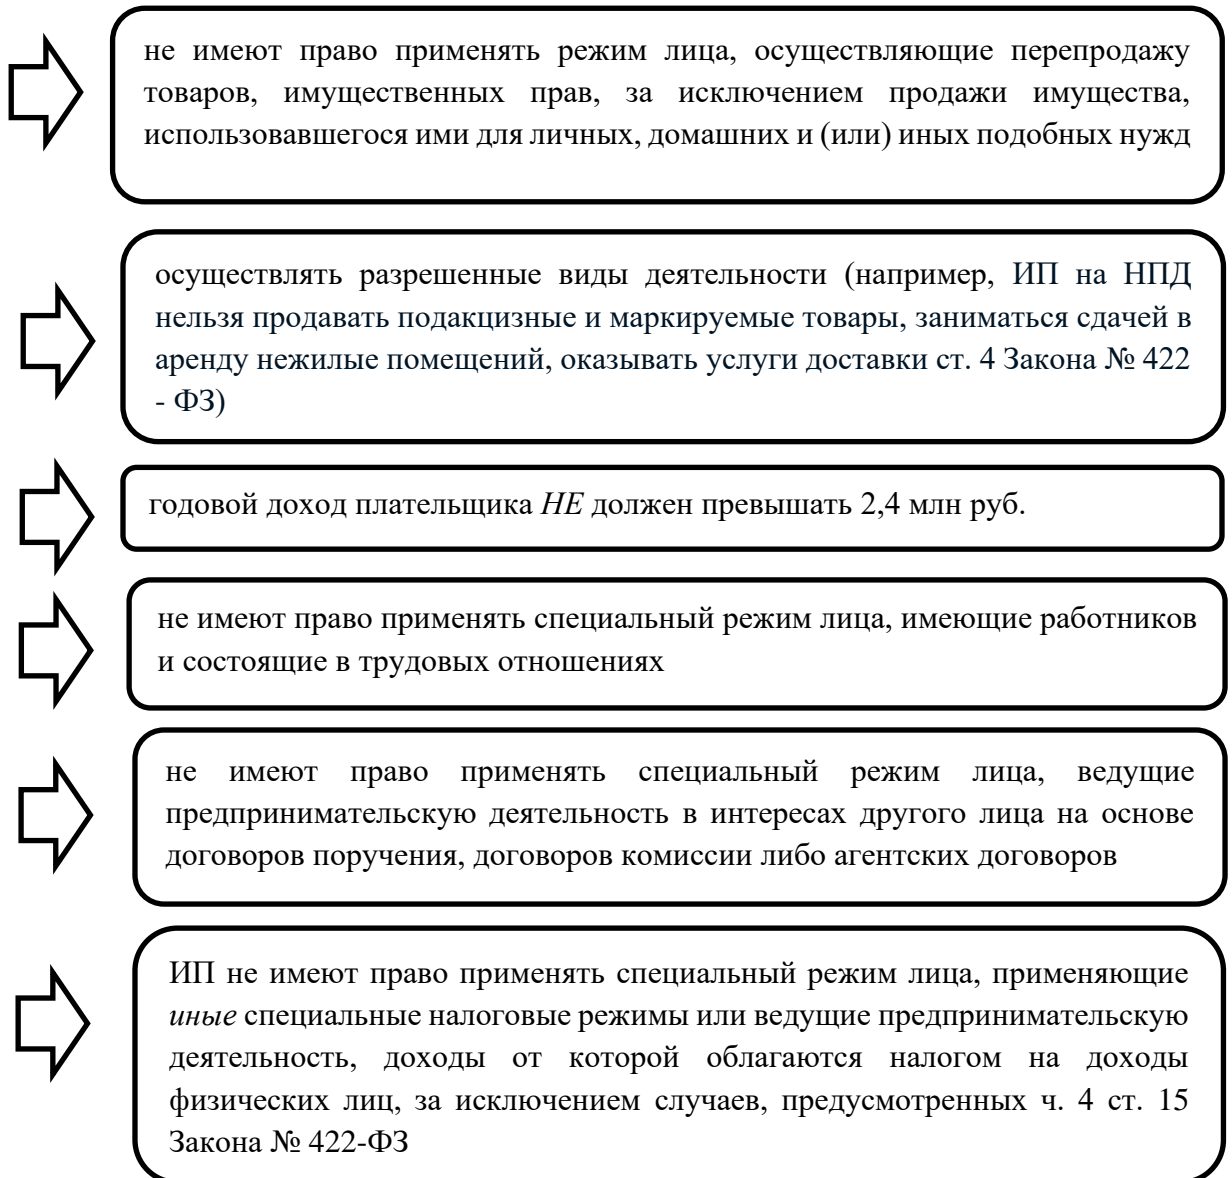 не имеют право применять режим лица, осуществляющие перепродажу
товаров, имущественных прав, за исключением продажи имущества,
использовавшегося ими для личных, домашних и (или) иных подобных нужд
осуществлять разрешенные виды деятельности (например, ИП на НПД
нельзя продавать подакцизные и маркируемые товары, заниматься сдачей в
аренду нежилые помещений, оказывать услуги доставки ст. 4 Закона № 422
- ФЗ)
годовой доход плательщика НЕ должен превышать 2,4 млн руб.
не имеют право применять специальный режим лица, имеющие работников
и состоящие в трудовых отношениях
не имеют право применять специальный режим лица, ведущие
предпринимательскую деятельность в интересах другого лица на основе
договоров поручения, договоров комиссии либо агентских договоров
ИП не имеют право применять специальный режим лица, применяющие
иные специальные налоговые режимы или ведущие предпринимательскую
деятельность, доходы от которой облагаются налогом на доходы
физических лиц, за исключением случаев, предусмотренных ч. 4 ст. 15
Закона № 422-ФЗ